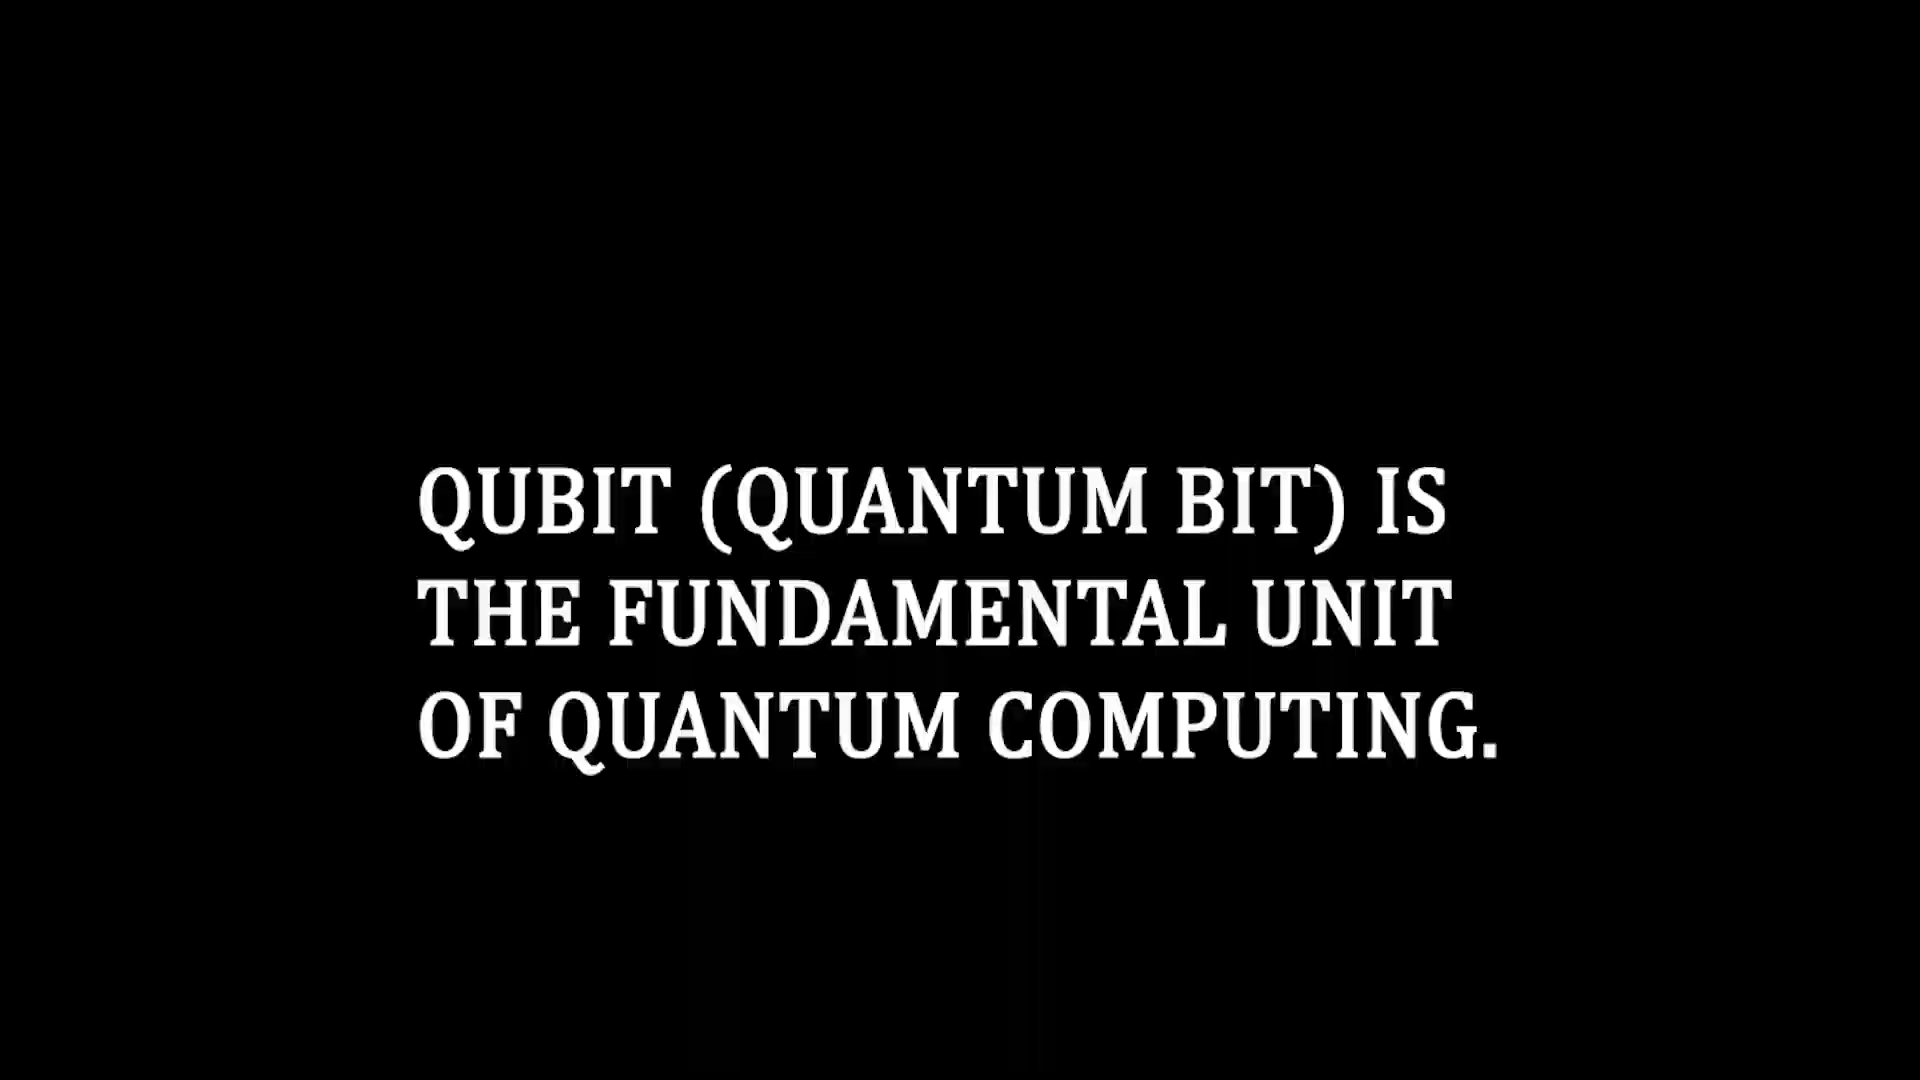 QUBIT (QUANTUM BIT) IS
THE FUNDAMENTAL UNIT
OF QUANTUM COMPUTING.